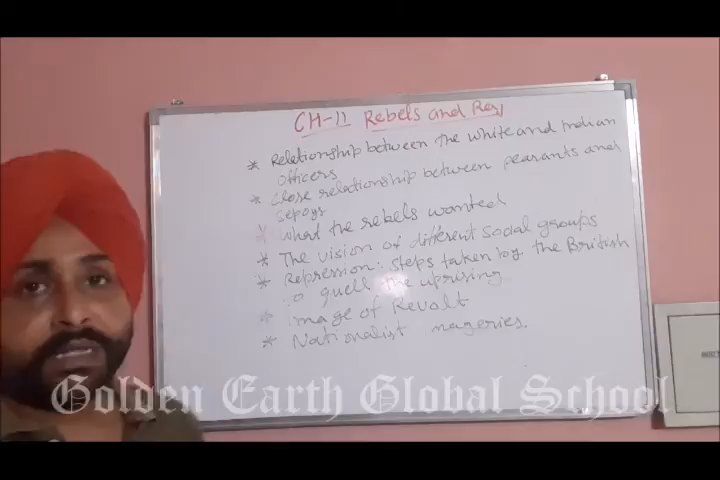 CH-11 Rebels and Raj
* Relationship between the white and Indian
officers
* Close relationship between peasants and
sepoys
* What the rebels wanted
* The vision of different social groups
* Repression: steps taken by the British
to quell the uprising
* Image of Revolt
* Nationalist mageries.
Golden Earth Global School